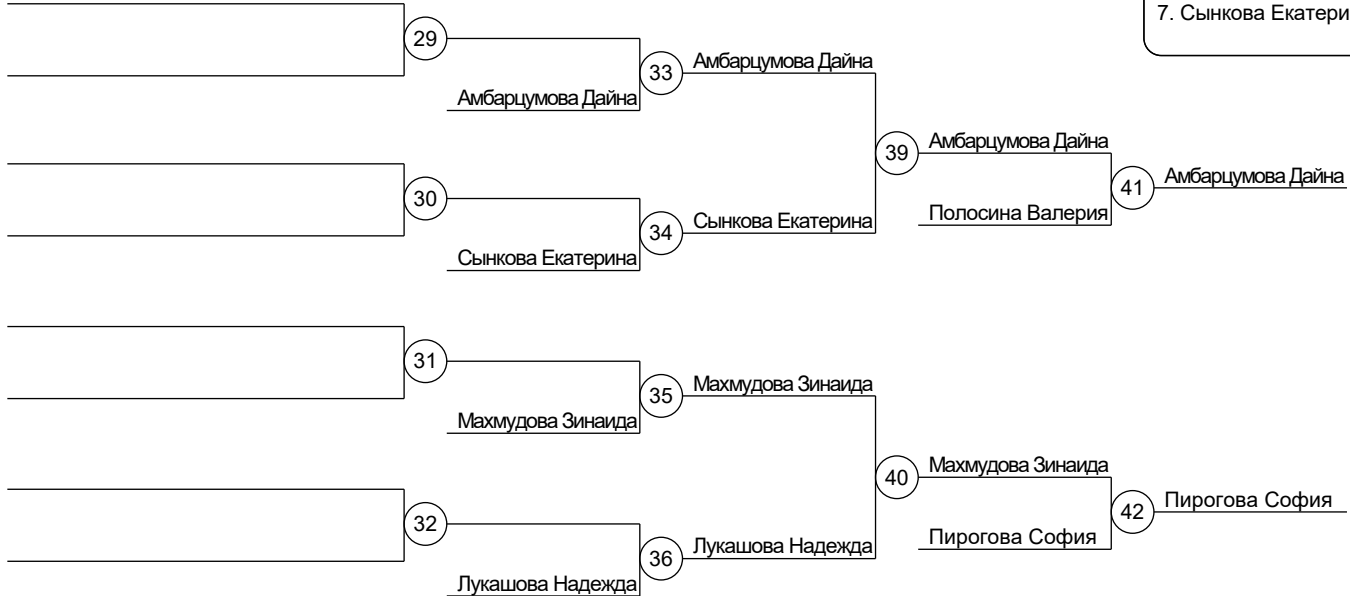 7. Сынкова Екатери
29
33
Амбарцумова Дайна
Амбарцумова Дайна
39
Амбарцумова Дайна
41
Амбарцумова Дайна
30
34
Сынкова Екатерина
Полосина Валерия
Сынкова Екатерина
31
35
Махмудова Зинаида
Махмудова Зинаида
40
Махмудова Зинаида
42
Пирогова София
32
36
Лукашова Надежда
Пирогова София
Лукашова Надежда